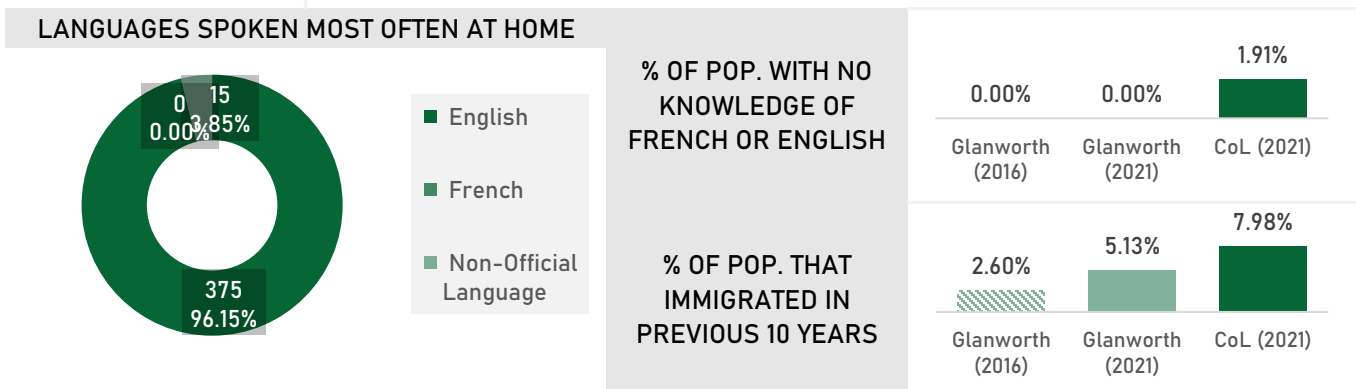 LANGUAGES SPOKEN MOST OFTEN AT HOME
0
0.00%
15
3.85%
375
96.15%
English
French
Non-Official
Language
% OF POP. WITH NO
KNOWLEDGE OF
FRENCH OR ENGLISH
0.00%
0.00%
1.91%
Glanworth
(2016)
Glanworth
(2021)
CoL (2021)
% OF POP. THAT
IMMIGRATED IN
PREVIOUS 10 YEARS
2.60%
5.13%
7.98%
Glanworth
(2016)
Glanworth
(2021)
CoL (2021)